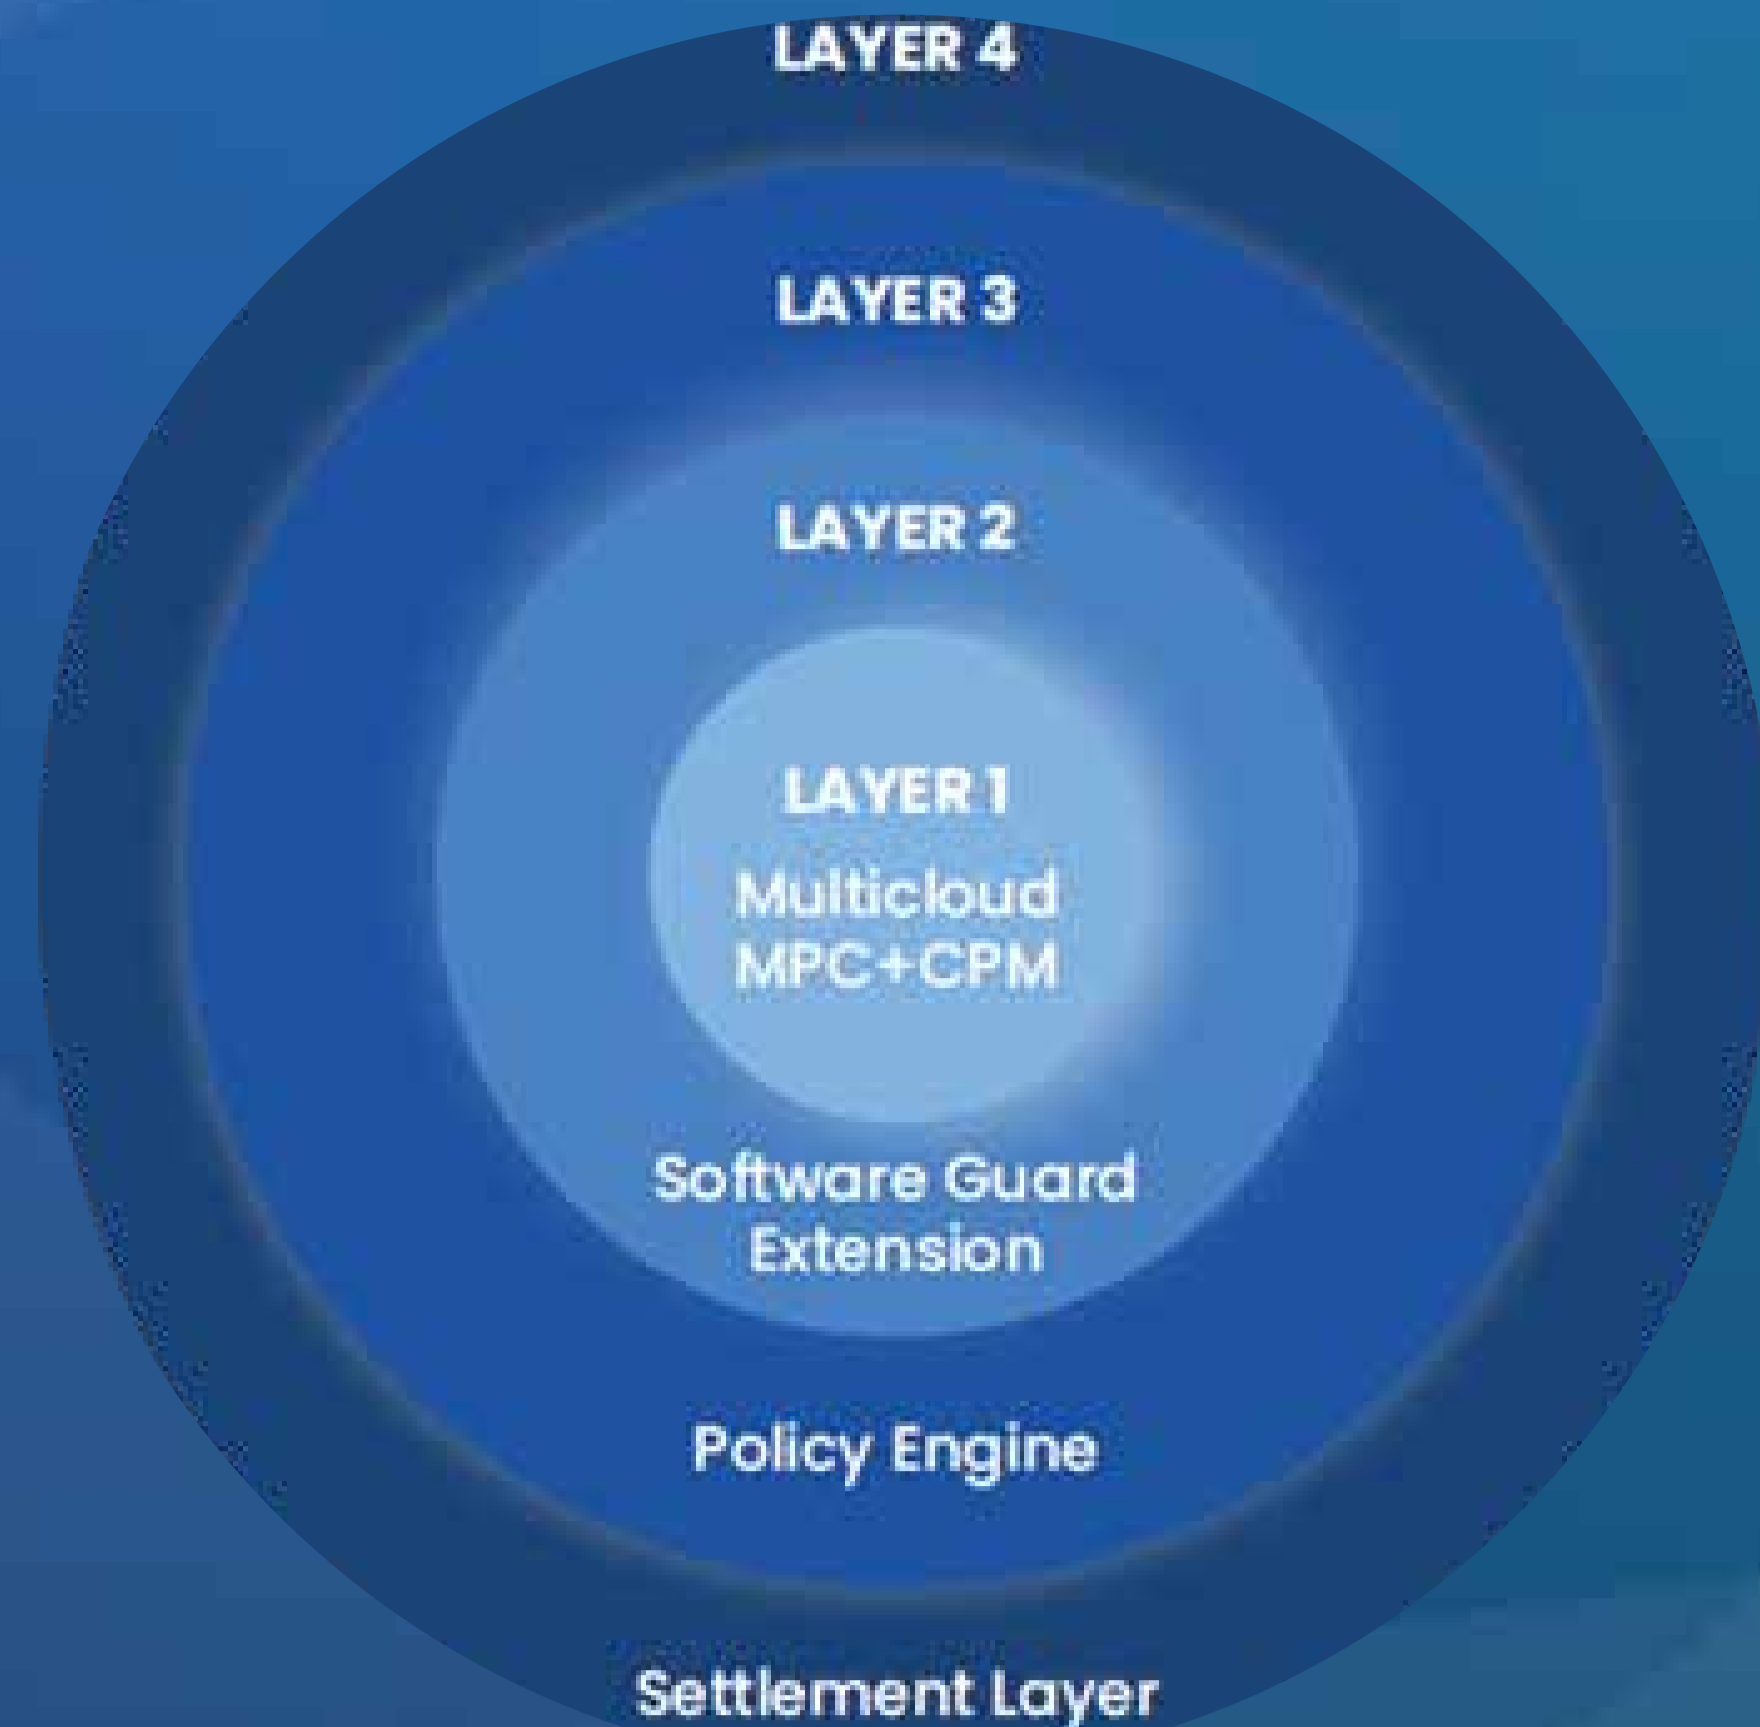 LAYER 4
LAYER 3
LAYER 2
LAYER 1
Multicloud
MPC+CPM
Software Guard
Extension
Policy Engine
Settlement Layer